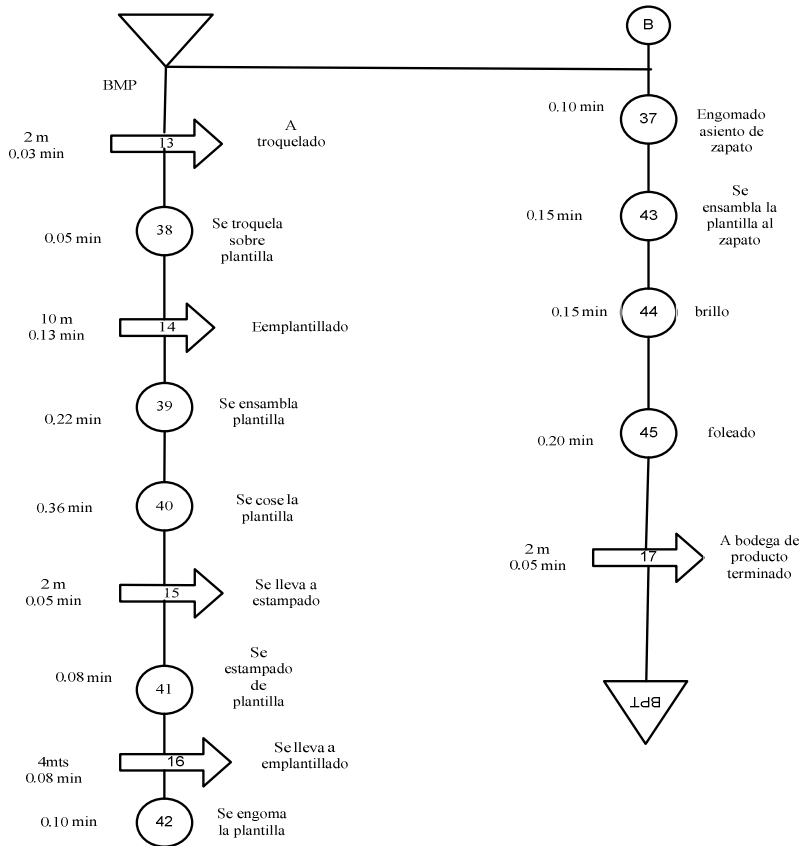 BMP
2 m
0.03 min
13
A
troquelado
0.05 min
38
Se troquela
sobre
plantilla
10 m
0.13 min
14
Eemplantillado
0,22 min
39
Se ensambla
plantilla
0.36 min
40
Se cose la
plantilla
2 m
0.05 min
15
Se lleva a
estampado
0.08 min
41
Se
estampado
de
plantilla
4mts
0.08 min
16
Se lleva a
emplantillado
0.10 min
42
Se engoma
la plantilla
B
0.10 min
37
Engomado
asiento de
zapato
0.15 min
43
Se
ensambla la
plantilla al
zapato
0.15 min
44
brillo
0.20 min
45
foleado
2 m
0.05 min
17
A bodega de
producto
terminado
BPT